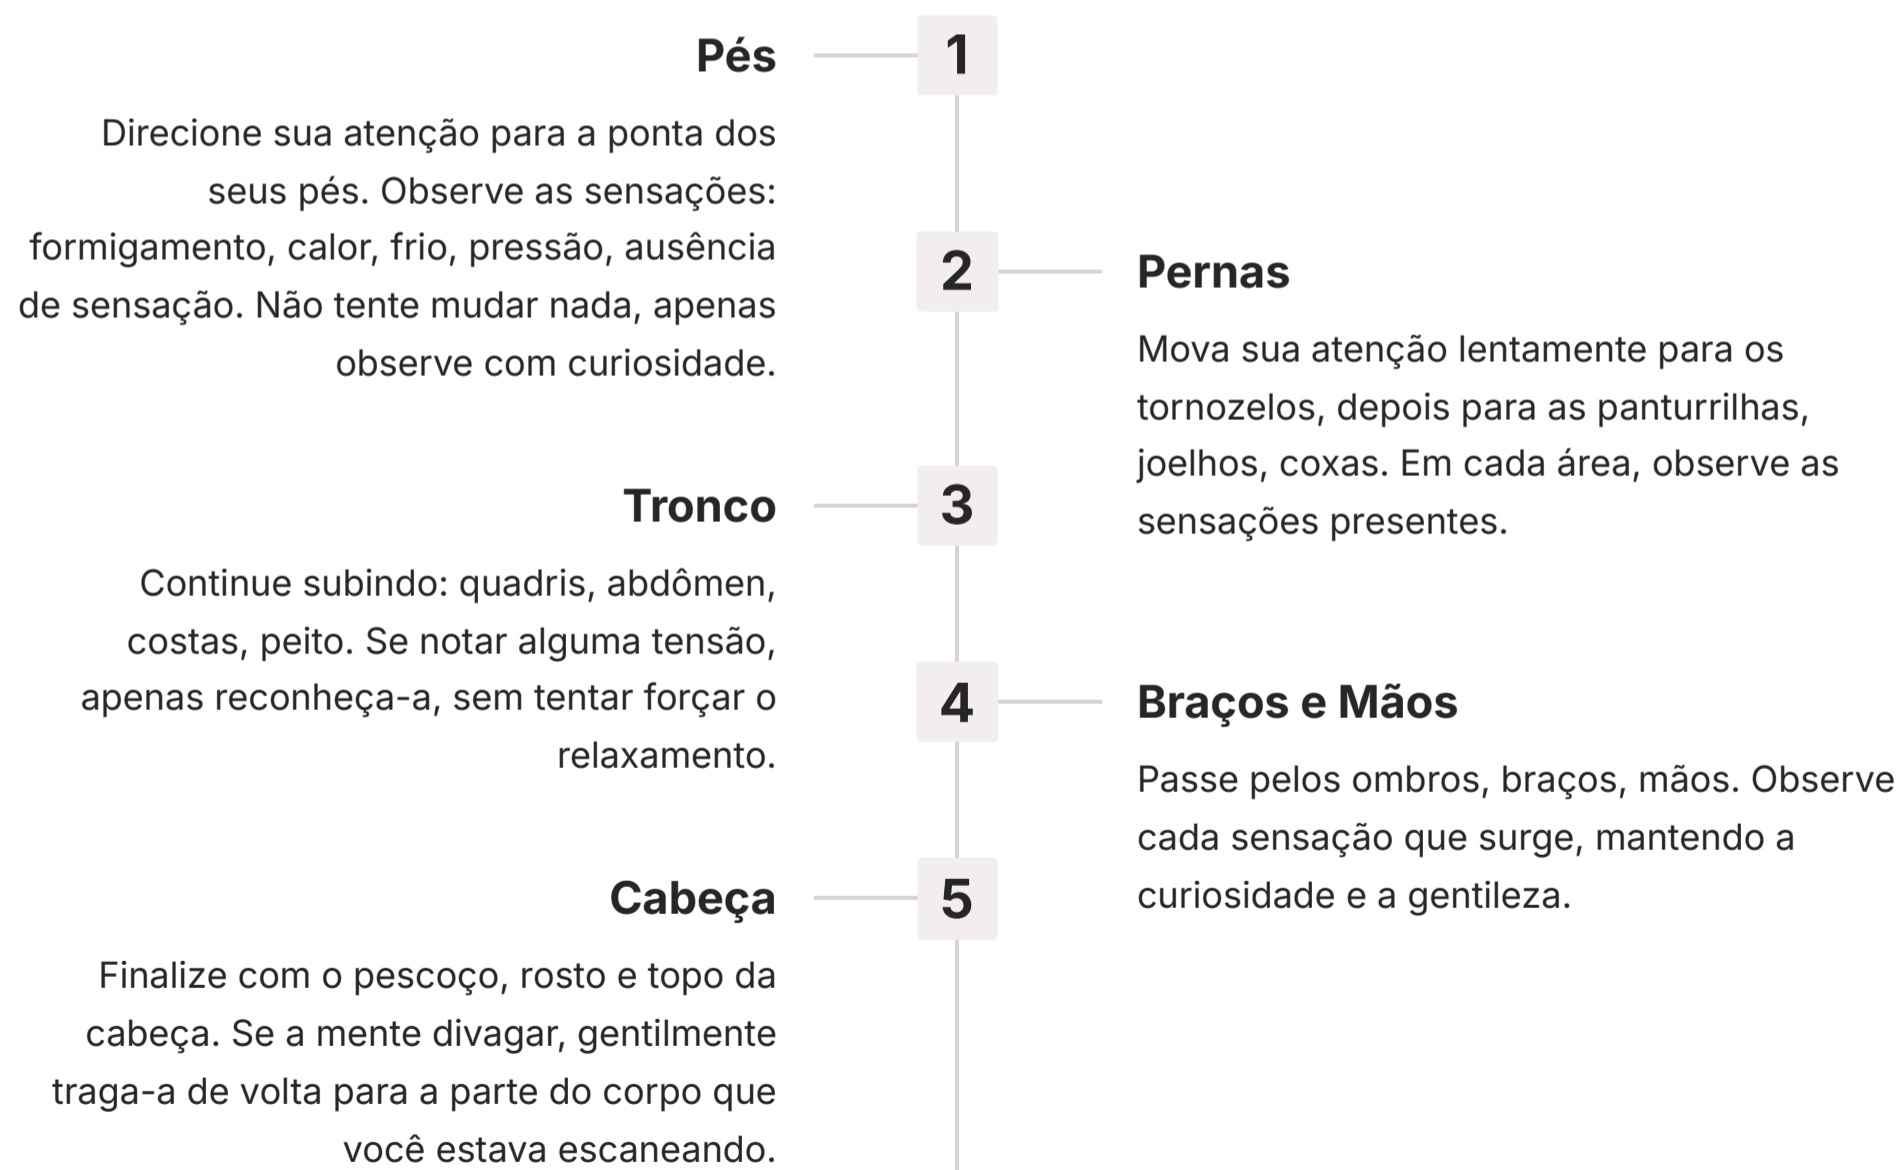 1
Pés
Direcione sua atenção para a ponta dos
seus pés. Observe as sensações:
formigamento, calor, frio, pressão, ausência
de sensação. Não tente mudar nada, apenas
observe com curiosidade.
2
Pernas
Mova sua atenção lentamente para os
tornozelos, depois para as panturrilhas,
joelhos, coxas. Em cada área, observe as
sensações presentes.
3
Tronco
Continue subindo: quadris, abdômen,
costas, peito. Se notar alguma tensão,
apenas reconheça-a, sem tentar forçar o
relaxamento.
4
Braços e Mãos
Passe pelos ombros, braços, mãos. Observe
cada sensação que surge, mantendo a
curiosidade e a gentileza.
5
Cabeça
Finalize com o pescoço, rosto e topo da
cabeça. Se a mente divagar, gentilmente
traga-a de volta para a parte do corpo que
você estava escaneando.